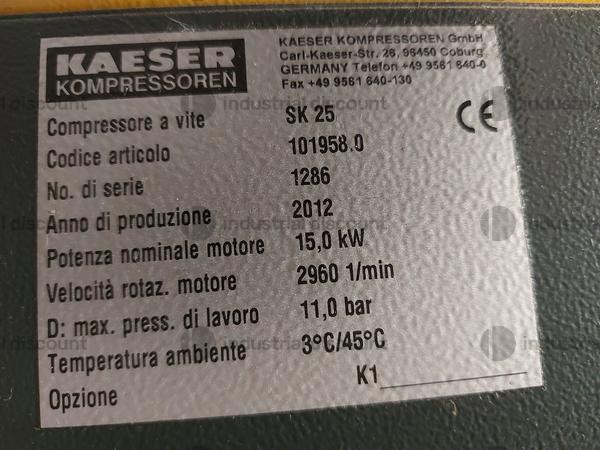 KAESER
KOMPRESSOREN
KAESER KOMPRESSOREN GmbH
Carl-Kaeser-Str. 26, 96450 Coburg
GERMANY Telefon +49 9561 640-0
Fax +49 9561 640-130
CE
Compressore a vite SK 25
Codice articolo 101958.0
No. di serie 1286
Anno di produzione 2012
Potenza nominale motore 15,0 kW
Velocità rotaz. motore 2960 1/min
D: max. press. di lavoro 11,0 bar
Temperatura ambiente 3°C/45°C
Opzione K1
industrial discount